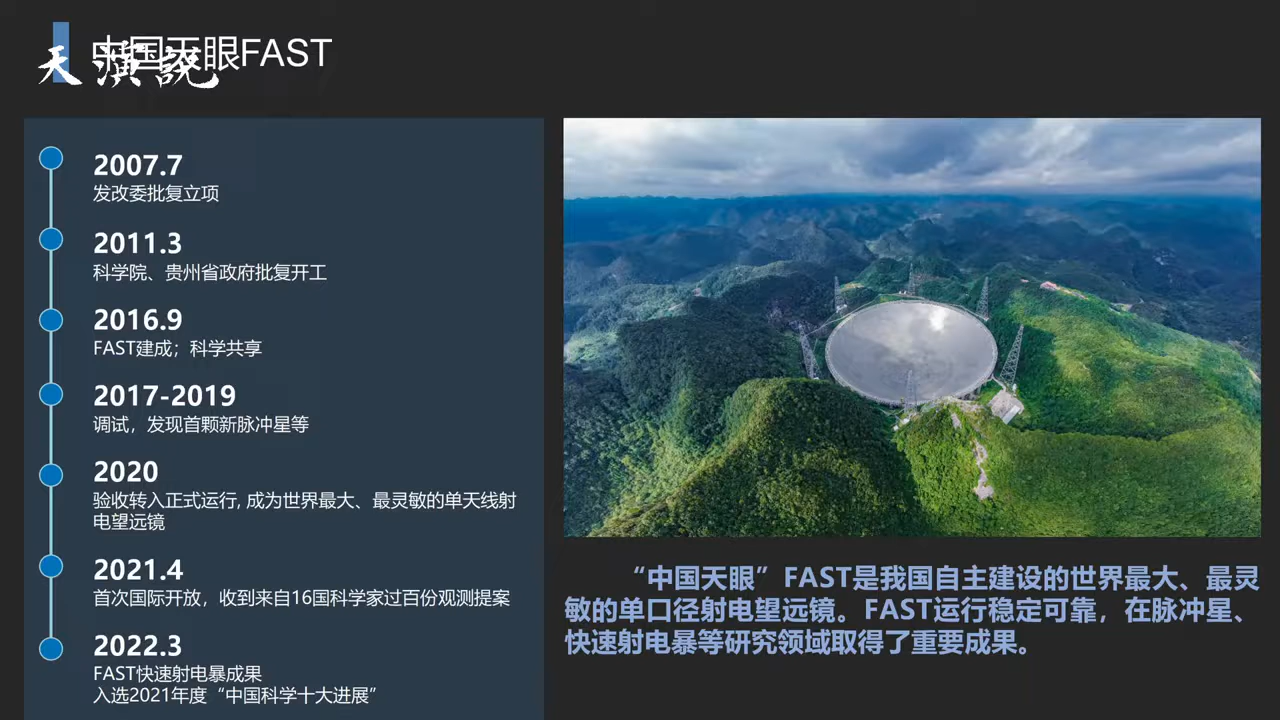 中国天眼FAST
天演說
2007.7
发改委批复立项
2011.3
科学院、贵州省政府批复开工
2016.9
FAST建成；科学共享
2017-2019
调试，发现首颗新脉冲星等
2020
验收转入正式运行, 成为世界最大、最灵敏的单天线射
电望远镜
2021.4
首次国际开放，收到来自16国科学家过百份观测提案
2022.3
FAST快速射电暴成果
入选2021年度“中国科学十大进展”
“中国天眼”FAST是我国自主建设的世界最大、最灵
敏的单口径射电望远镜。FAST运行稳定可靠，在脉冲星、
快速射电暴等研究领域取得了重要成果。